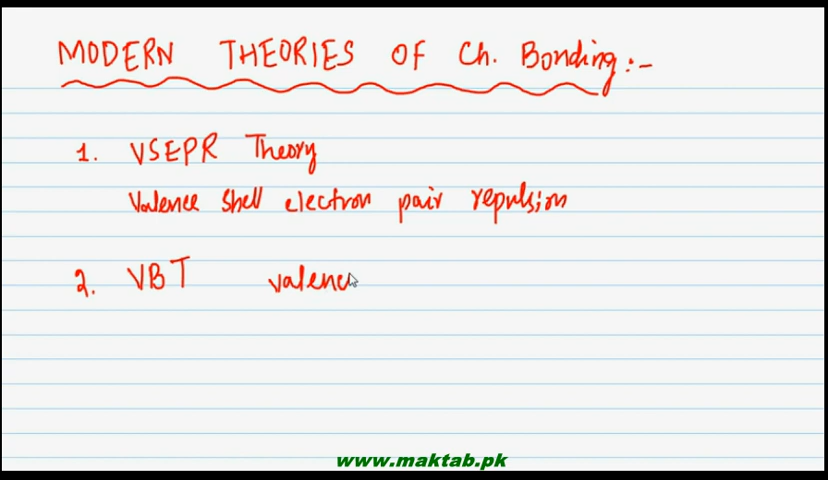 MODERN THEORIES OF Ch. Bonding:-
1. VSEPR Theory
Valence shell electron pair repulsion
2. VBT valence
www.maktab.pk